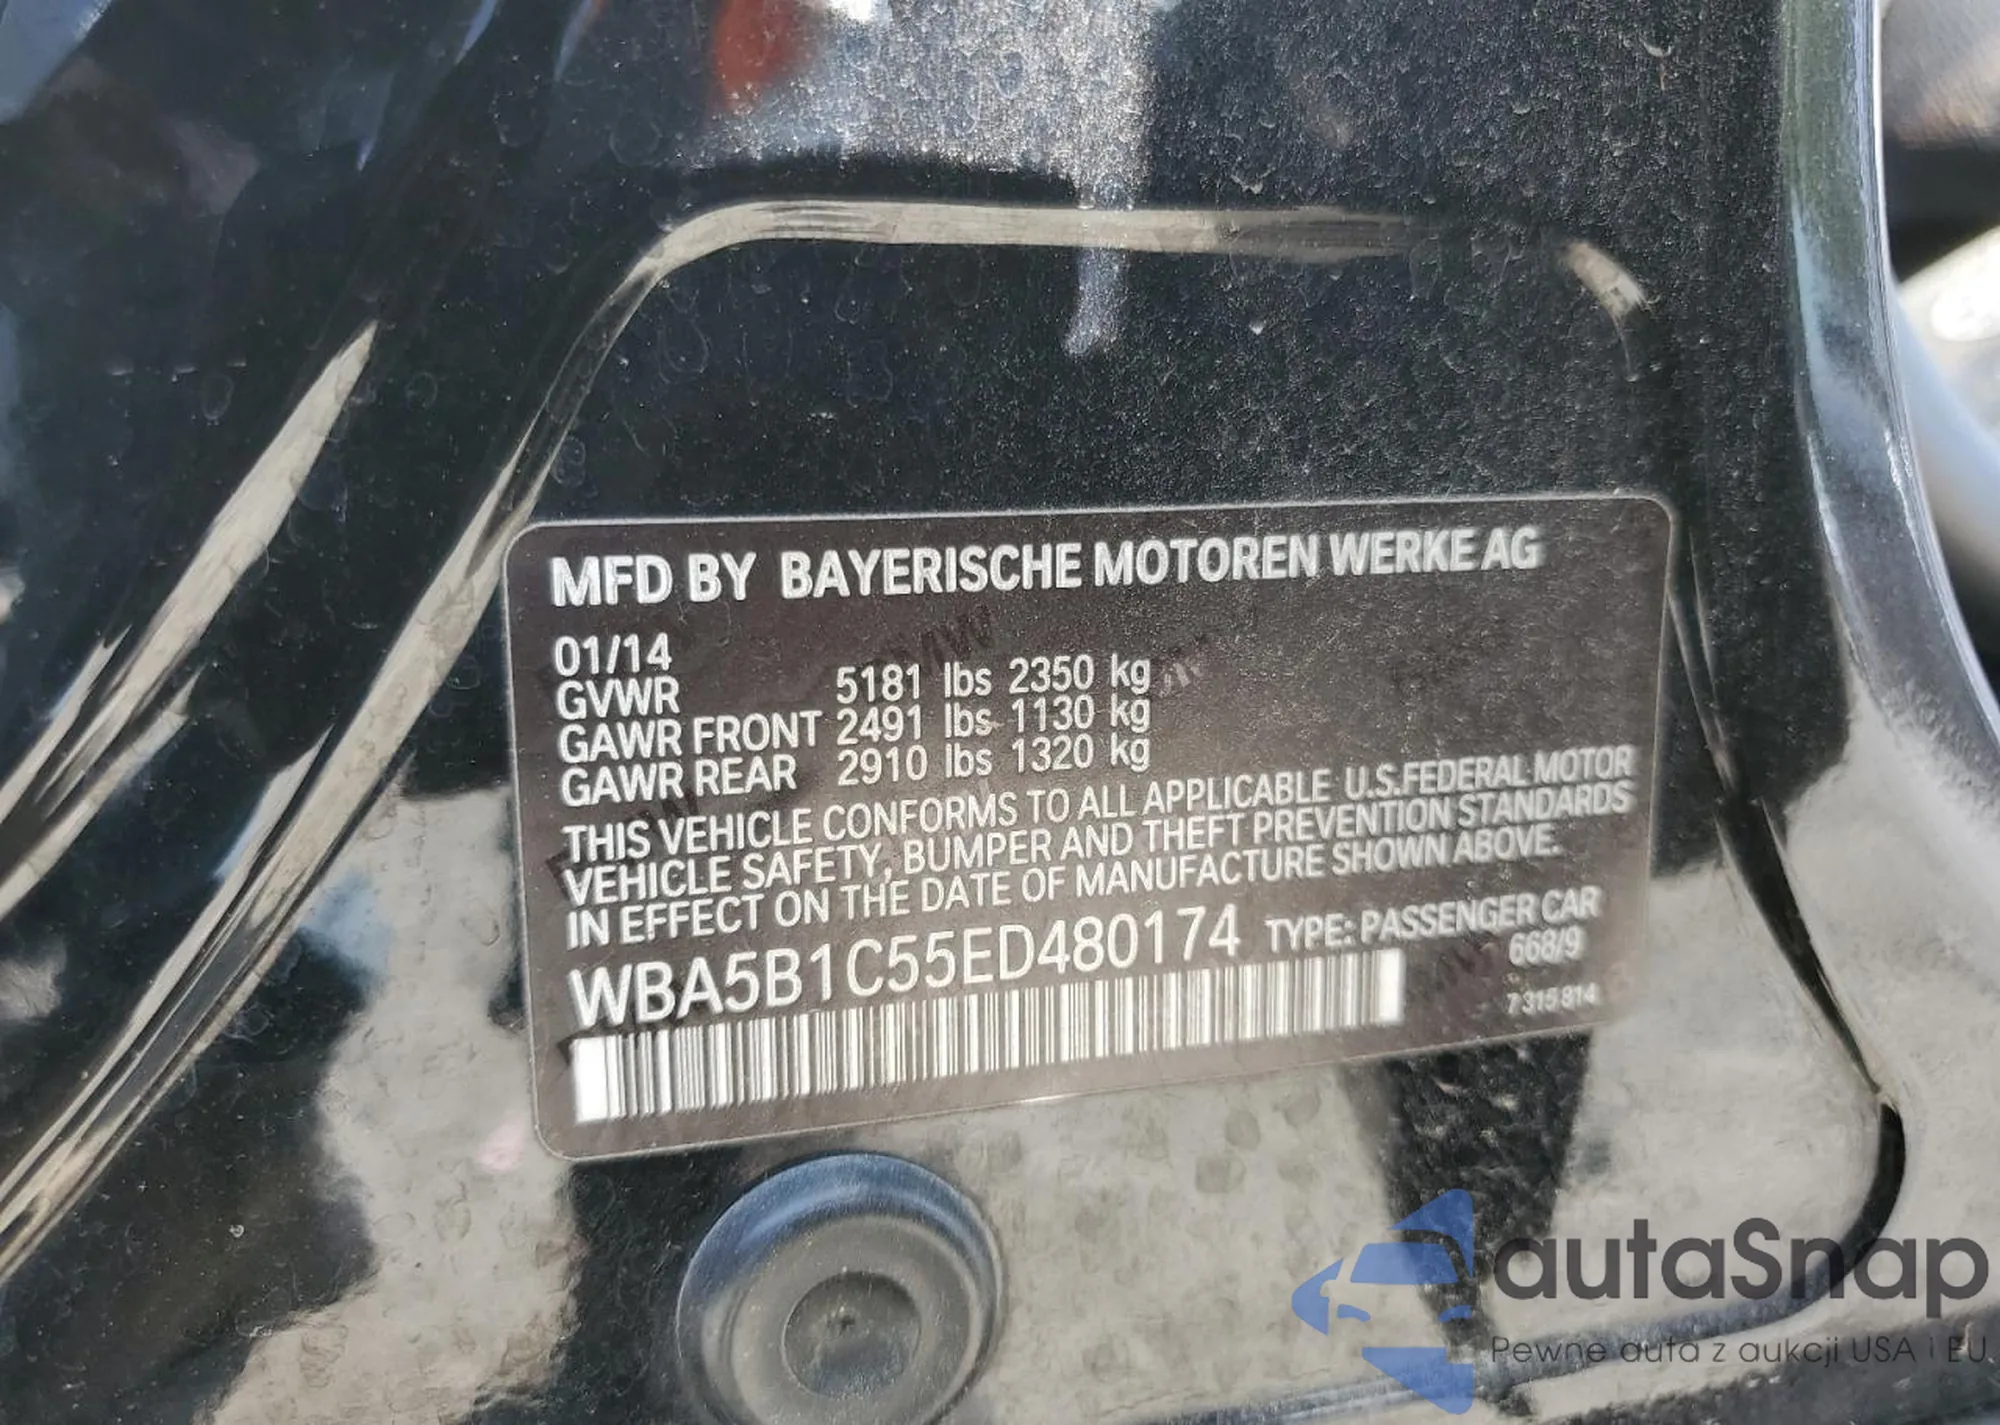 MFD BY BAYERISCHE MOTOREN WERKE AG
01/14
GVWR 5181 lbs 2350 kg
GAWR FRONT 2491 lbs 1130 kg
GAWR REAR 2910 lbs 1320 kg
THIS VEHICLE CONFORMS TO ALL APPLICABLE U.S.FEDERAL MOTOR
VEHICLE SAFETY, BUMPER AND THEFT PREVENTION STANDARDS
IN EFFECT ON THE DATE OF MANUFACTURE SHOWN ABOVE.
WBA5B1C55ED480174 TYPE: PASSENGER CAR
668/9
7 315 814
autaSnap
Pewne auta z aukcji USA i EU